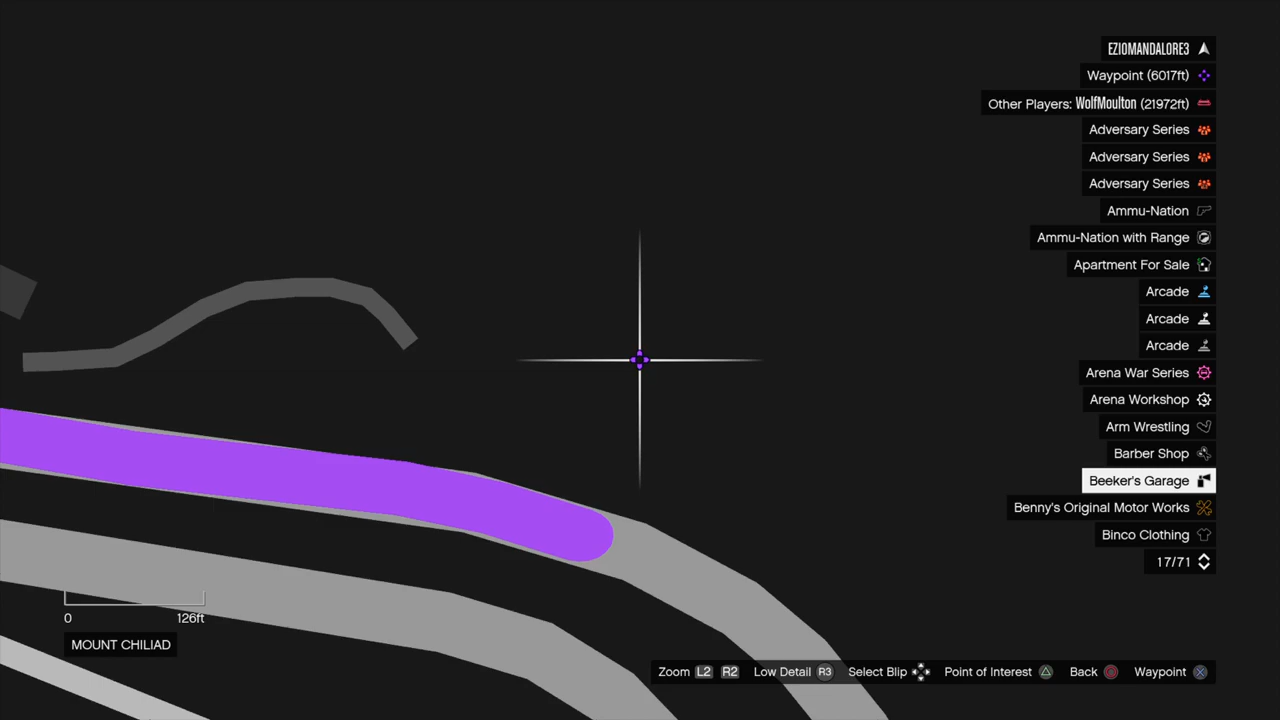 EZIOMANDALORE3
Waypoint (6017ft)
Other Players: WolfMoulton (21972ft)
Adversary Series
Adversary Series
Adversary Series
Ammu-Nation
Ammu-Nation with Range
Apartment For Sale
Arcade
Arcade
Arcade
Arena War Series
Arena Workshop
Arm Wrestling
Barber Shop
Beeker's Garage
Benny's Original Motor Works
Binco Clothing
17/71
0 126ft
MOUNT CHILIAD
Zoom L2 R2 Low Detail R3 Select Blip Point of Interest Back Waypoint